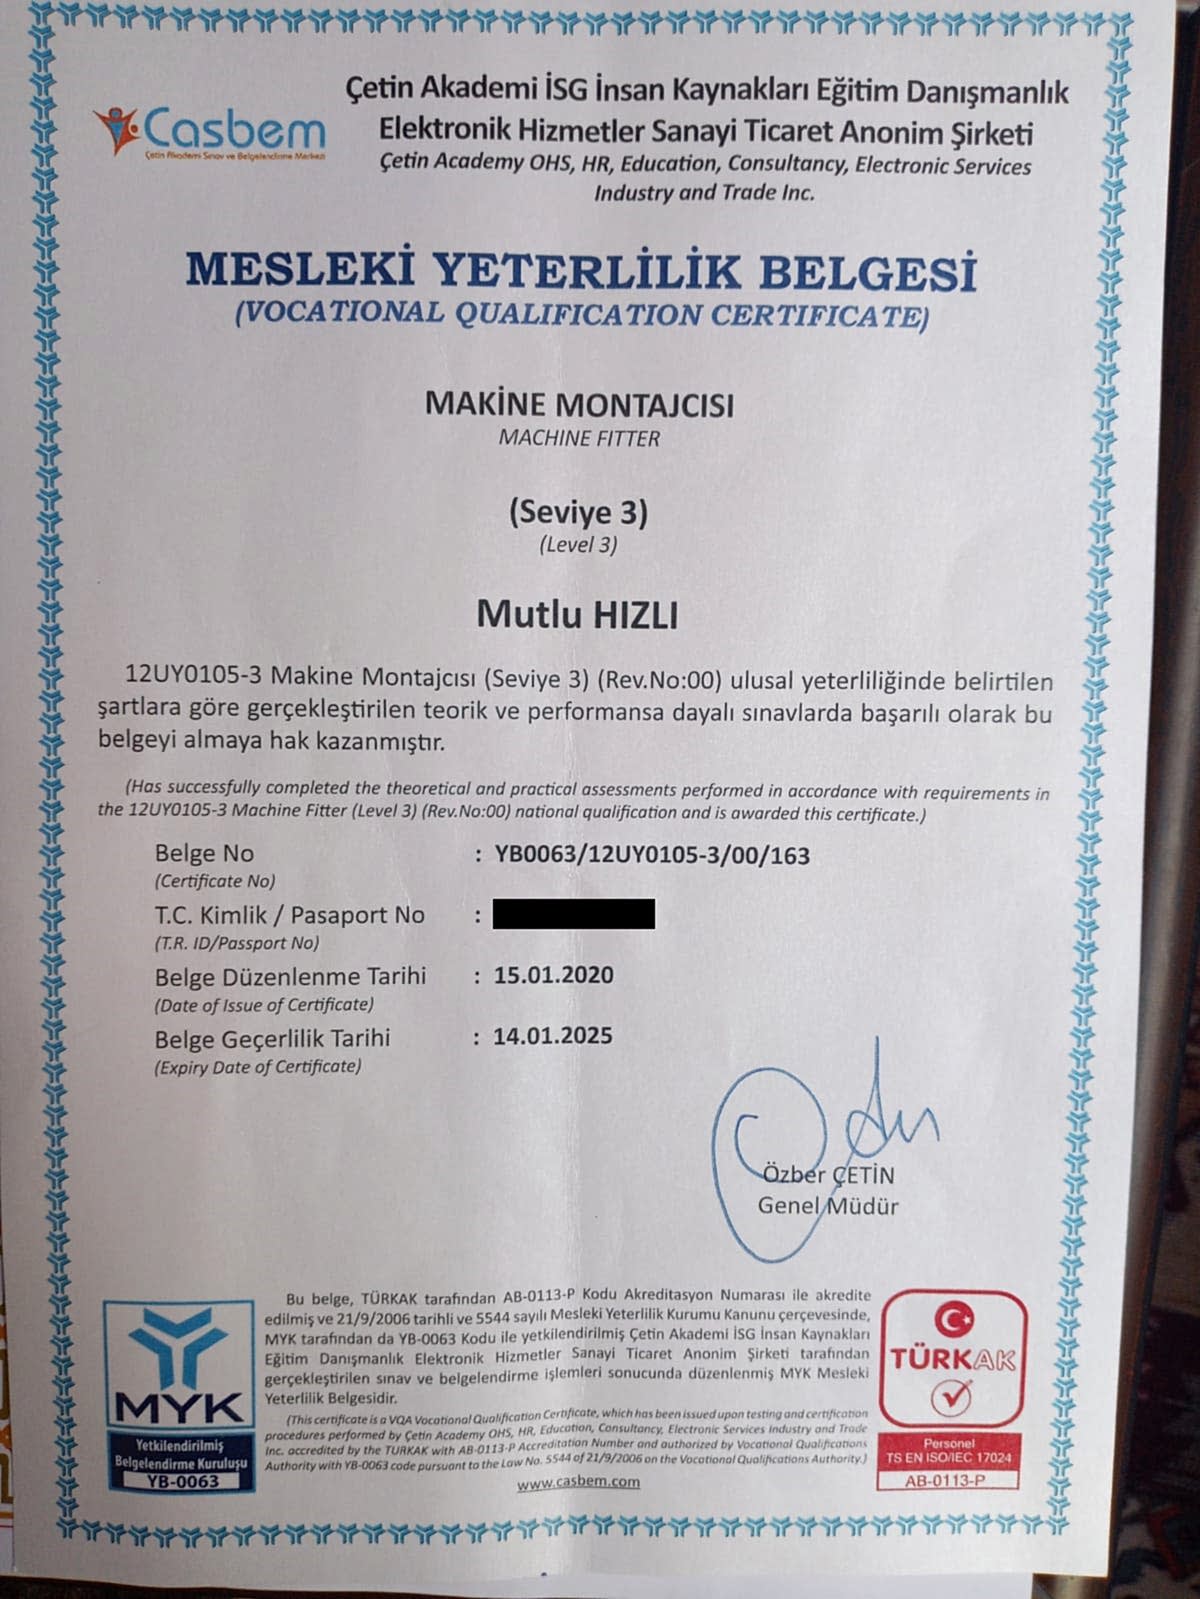 Casbem
Çetin Akademi Sınav ve Belgelendirme Merkezi
Çetin Akademi İSG İnsan Kaynakları Eğitim Danışmanlık
Elektronik Hizmetler Sanayi Ticaret Anonim Şirketi
Çetin Academy OHS, HR, Education, Consultancy, Electronic Services
Industry and Trade Inc.
MESLEKİ YETERLİLİK BELGESİ
(VOCATIONAL QUALIFICATION CERTIFICATE)
MAKİNE MONTAJCISI
MACHINE FITTER
(Seviye 3)
(Level 3)
Mutlu HIZLI
12UY0105-3 Makine Montajcısı (Seviye 3) (Rev.No:00) ulusal yeterliliğinde belirtilen
şartlara göre gerçekleştirilen teorik ve performansa dayalı sınavlarda başarılı olarak bu
belgeyi almaya hak kazanmıştır.
(Has successfully completed the theoretical and practical assessments performed in accordance with requirements in
the 12UY0105-3 Machine Fitter (Level 3) (Rev.No:00) national qualification and is awarded this certificate.)
Belge No : YB0063/12UY0105-3/00/163
(Certificate No)
T.C. Kimlik / Pasaport No :
(T.R. ID/Passport No)
Belge Düzenlenme Tarihi : 15.01.2020
(Date of Issue of Certificate)
Belge Geçerlilik Tarihi : 14.01.2025
(Expiry Date of Certificate)
Özber ÇETİN
Genel Müdür
Bu belge, TÜRKAK tarafından AB-0113-P Kodu Akreditasyon Numarası ile akredite
edilmiş ve 21/9/2006 tarihli ve 5544 sayılı Mesleki Yeterlilik Kurumu Kanunu çerçevesinde,
MYK tarafından da YB-0063 Kodu ile yetkilendirilmiş Çetin Akademi İSG İnsan Kaynakları
Eğitim Danışmanlık Elektronik Hizmetler Sanayi Ticaret Anonim Şirketi tarafından
gerçekleştirilen sınav ve belgelendirme işlemleri sonucunda düzenlenmiş MYK Mesleki
Yeterlilik Belgesidir.
(This certificate is a VQA Vocational Qualification Certificate, which has been issued upon testing and certification
procedures performed by Çetin Academy OHS, HR, Education, Consultancy, Electronic Services Industry and Trade
Inc. accredited by the TURKAK with AB-0113-P Accreditation Number and authorized by Vocational Qualifications
Authority with YB-0063 code pursuant to the Law No. 5544 of 21/9/2006 on the Vocational Qualifications Authority.)
www.casbem.com
MYK
Yetkilendirilmiş
Belgelendirme Kuruluşu
YB-0063
TÜRKAK
Personel
TS EN ISO/IEC 17024
AB-0113-P